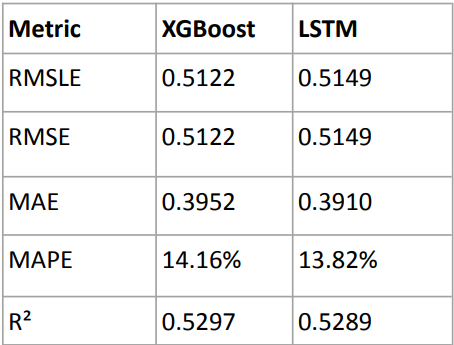 Metric XGBoost LSTM
RMSLE 0.5122 0.5149
RMSE 0.5122 0.5149
MAE 0.3952 0.3910
MAPE 14.16% 13.82%
R² 0.5297 0.5289